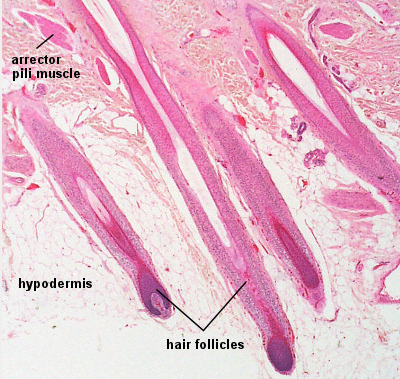 arrector
pili muscle
hypodermis
hair follicles